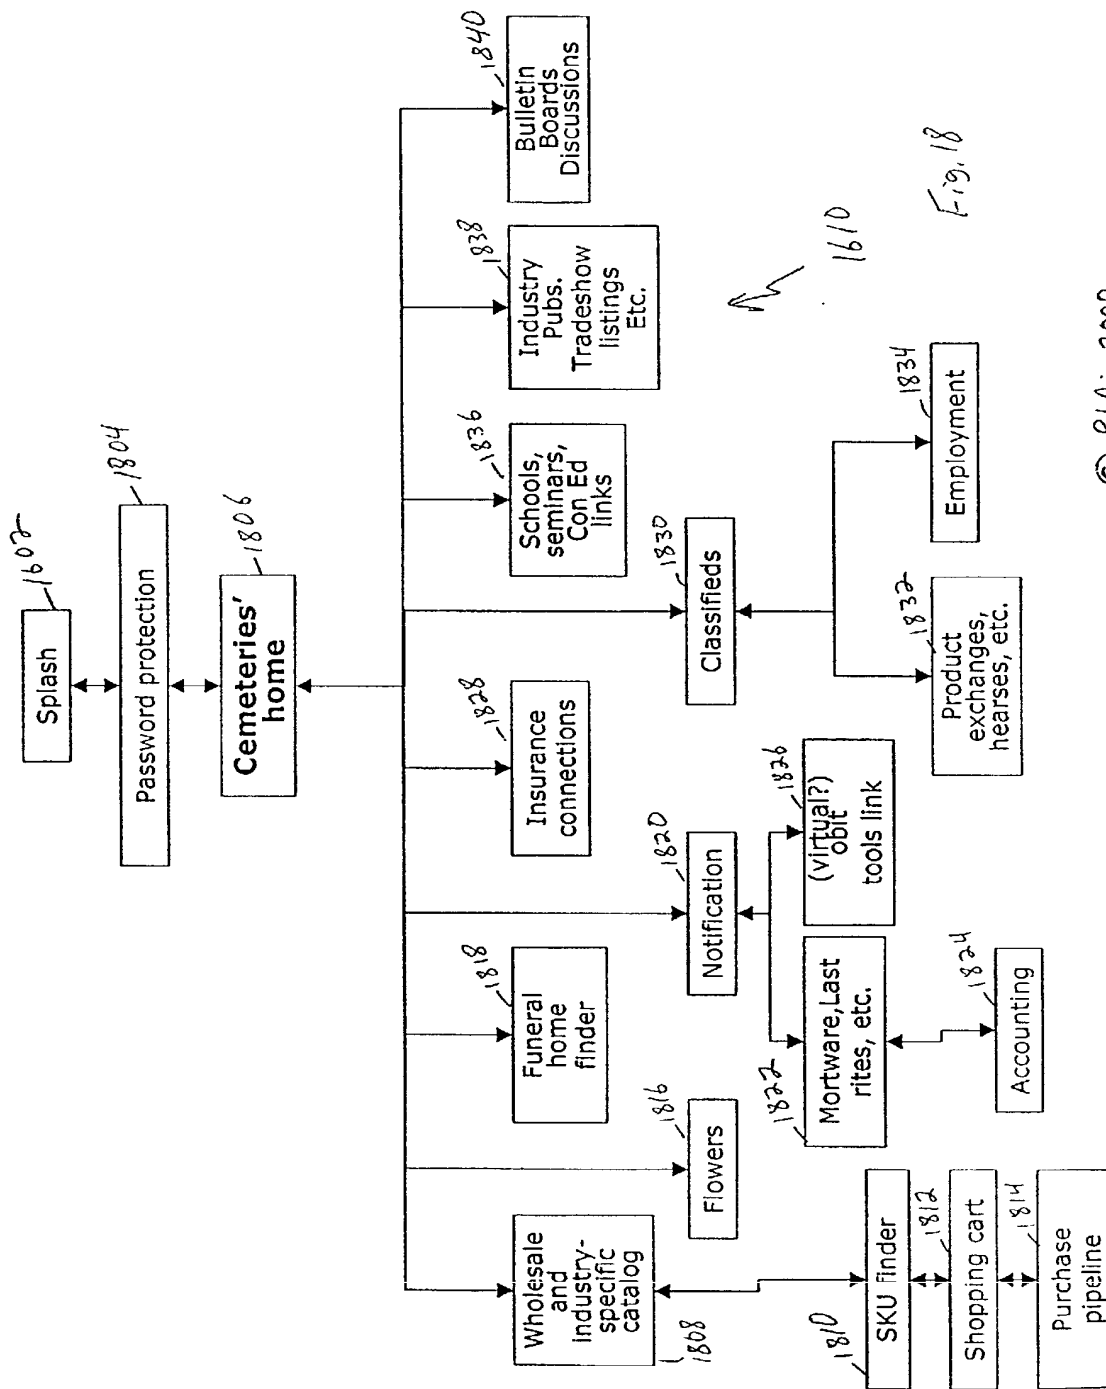 Splash
1602
Password protection
1804
Cemeteries'
home
1806
Wholesale
and
industry-
specific
catalog
1808
Flowers
1816
Funeral
home
finder
1818
Notification
1820
Insurance
connections
1828
Classifieds
1830
Schools,
seminars,
Con Ed
links
1836
Industry
Pubs.
Tradeshow
listings
Etc.
1838
Bulletin
Boards
Discussions
1840
SKU finder
1810
Shopping cart
1812
Purchase
pipeline
1814
Mortware,Last
rites, etc.
1822
Accounting
1824
(virtual?)
obit
tools link
1826
Product
exchanges,
hearses, etc.
1832
Employment
1834
1610
Fig. 18